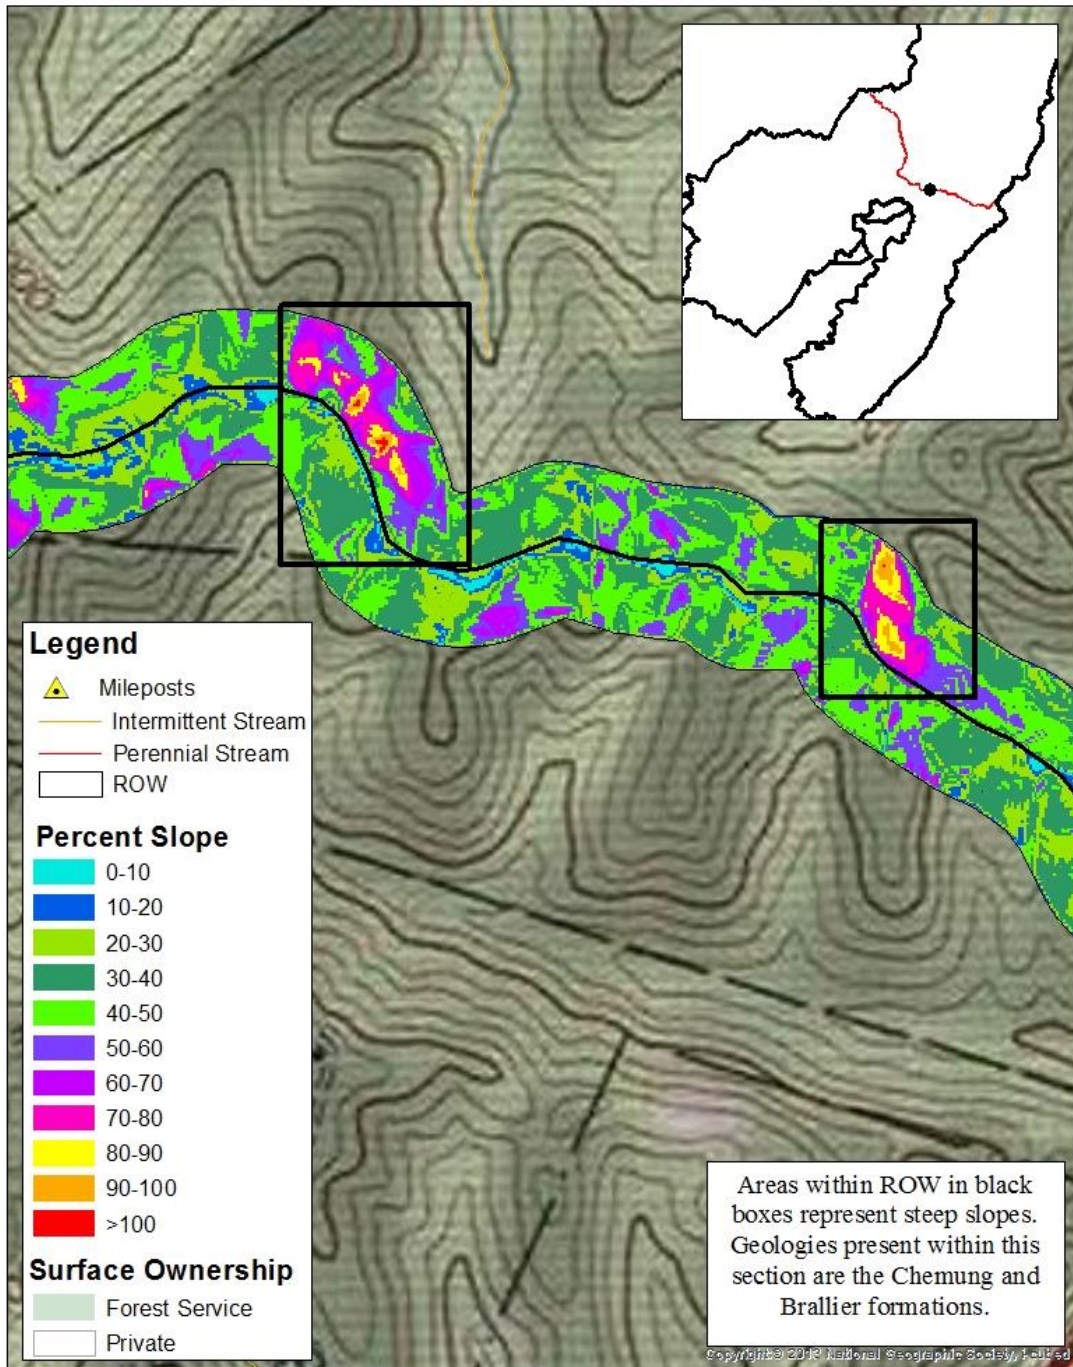 Legend
Mileposts
Intermittent Stream
Perennial Stream
ROW
Percent Slope
0-10
10-20
20-30
30-40
40-50
50-60
60-70
70-80
80-90
90-100
>100
Surface Ownership
Forest Service
Private
Areas within ROW in black
boxes represent steep slopes.
Geologies present within this
section are the Chemung and
Brallier formations.
Copyright:© 2013 National Geographic Society, i-cubed